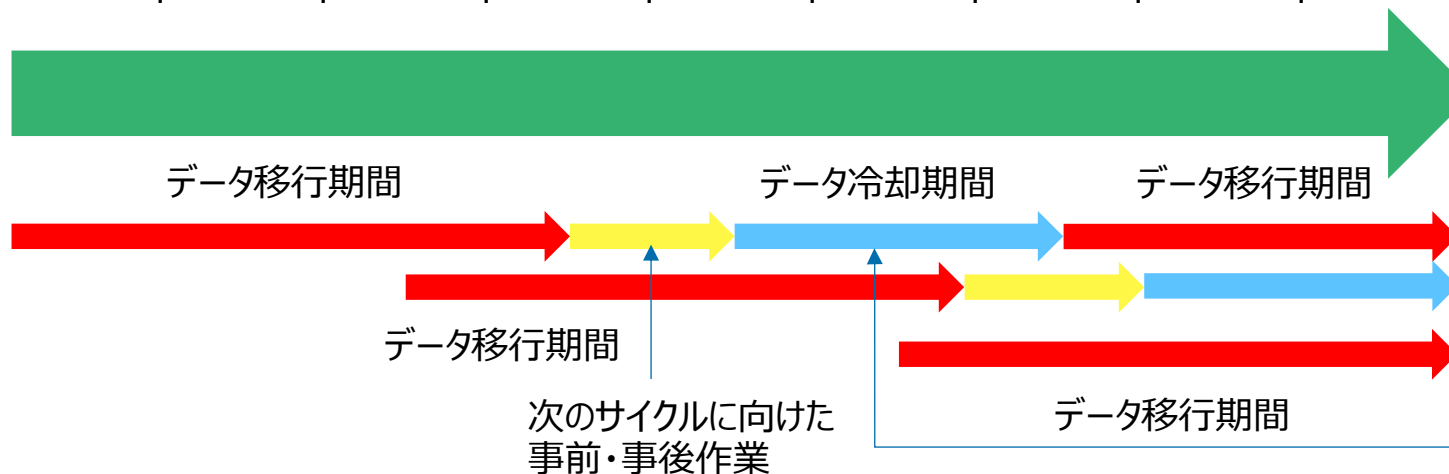 データ移行期間
データ冷却期間
データ移行期間
データ移行期間
次のサイクルに向けた
事前・事後作業
データ移行期間